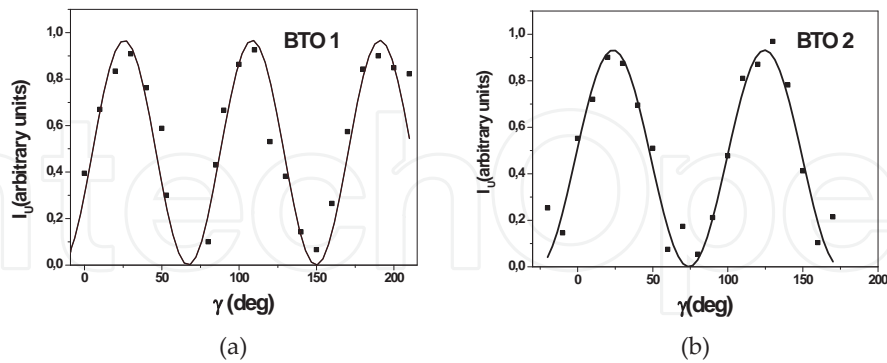 BTO 1
I₀(arbitrary units)
1,0
0,8
0,6
0,4
0,2
0,0
0 50 100 150 200
γ (deg)
(a)
BTO 2
I₀(arbitrary units)
1,0
0,8
0,6
0,4
0,2
0,0
0 50 100 150 200
γ(deg)
(b)